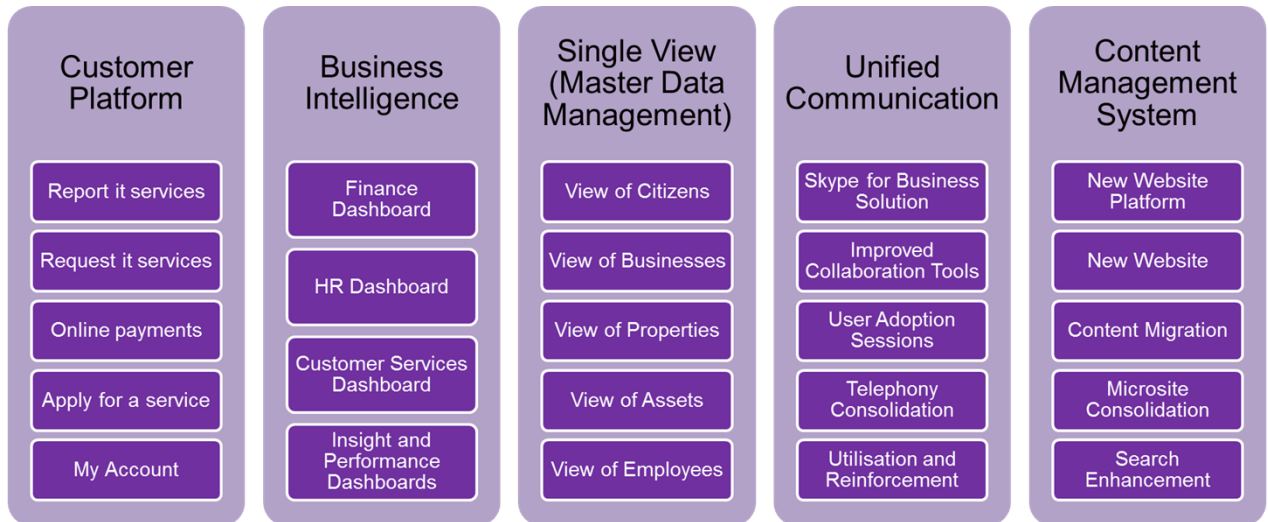 Customer
Platform
Report it services
Request it services
Online payments
Apply for a service
My Account
Business
Intelligence
Finance
Dashboard
HR Dashboard
Customer Services
Dashboard
Insight and
Performance
Dashboards
Single View
(Master Data
Management)
View of Citizens
View of Businesses
View of Properties
View of Assets
View of Employees
Unified
Communication
Skype for Business
Solution
Improved
Collaboration Tools
User Adoption
Sessions
Telephony
Consolidation
Utilisation and
Reinforcement
Content
Management
System
New Website
Platform
New Website
Content Migration
Microsite
Consolidation
Search
Enhancement